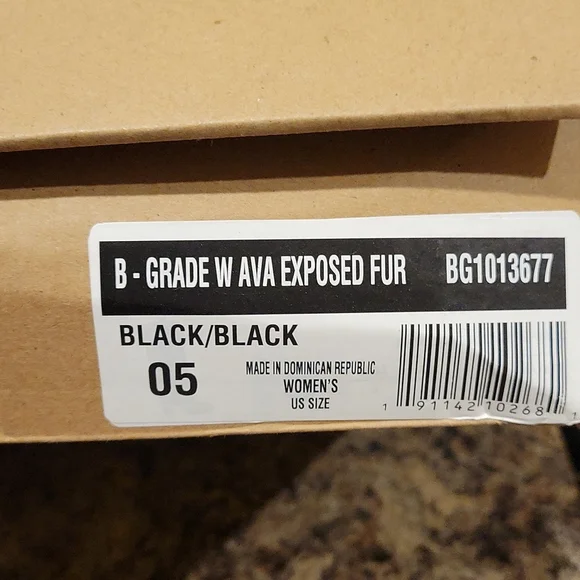 B - GRADE W AVA EXPOSED FUR BG1013677
BLACK/BLACK
05
MADE IN DOMINICAN REPUBLIC
WOMEN'S
US SIZE
1 91142 10268 1